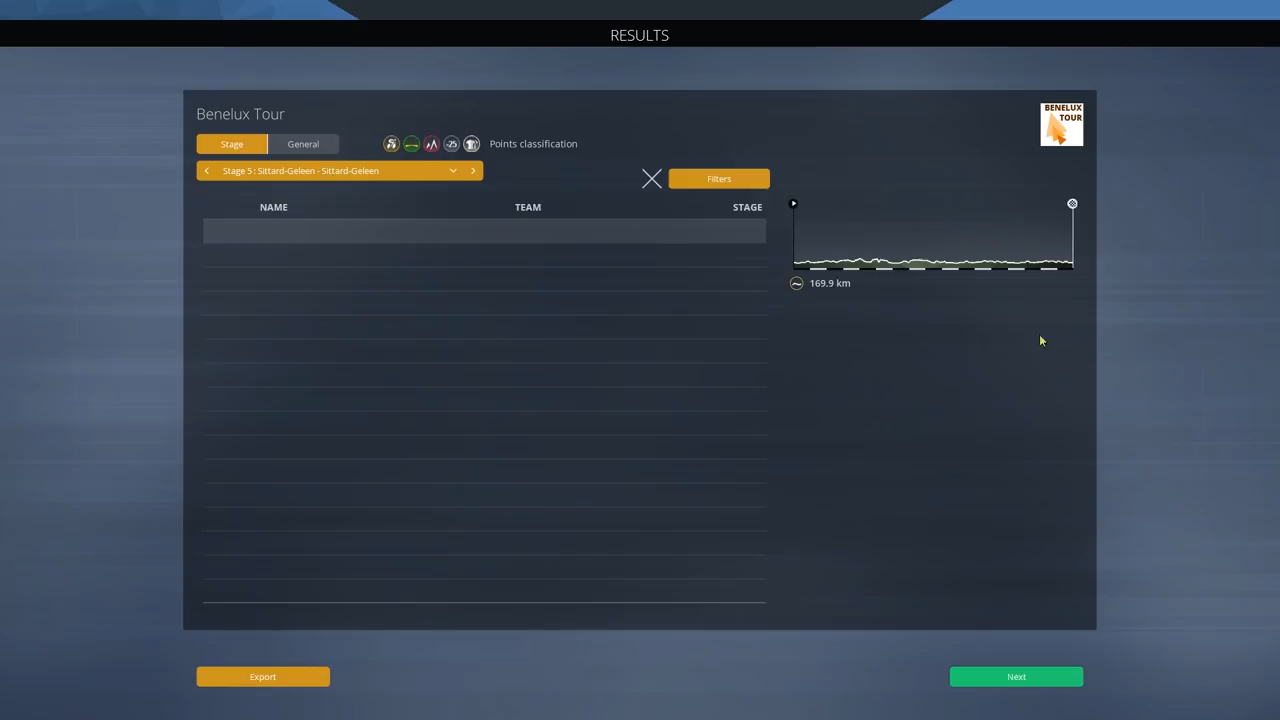 RESULTS
Benelux Tour
BENELUX
TOUR
Stage
General
-25
Points classification
Stage 5 : Sittard-Geleen - Sittard-Geleen
Filters
NAME
TEAM
STAGE
169.9 km
Export
Next